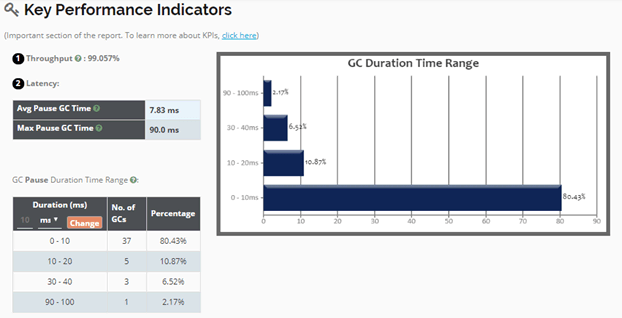 Key Performance Indicators
(Important section of the report. To learn more about KPIs, click here)
1 Throughput ? : 99.057%
2 Latency:
Avg Pause GC Time ? 7.83 ms
Max Pause GC Time ? 90.0 ms
GC Pause Duration Time Range ?:
Duration (ms) No. of GCs Percentage
10 ms ▼ Change
0 - 10 37 80.43%
10 - 20 5 10.87%
30 - 40 3 6.52%
90 - 100 1 2.17%
GC Duration Time Range
90 - 100ms 2.17%
30 - 40ms 6.52%
10 - 20ms 10.87%
0 - 10ms 80.43%
0 10 20 30 40 50 60 70 80 90